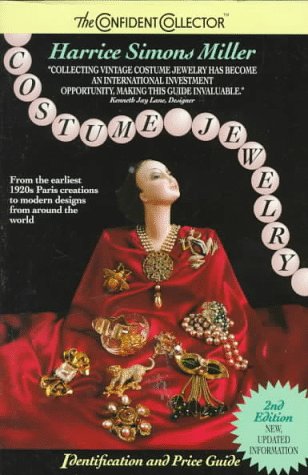 The CONFIDENT COLLECTOR™
Harrice Simons Miller
"COLLECTING VINTAGE COSTUME JEWELRY HAS BECOME
AN INTERNATIONAL INVESTMENT
OPPORTUNITY, MAKING THIS GUIDE INVALUABLE."
Kenneth Jay Lane, Designer
COSTUME JEWELRY
From the earliest
1920s Paris creations
to modern designs
from around the
world
2nd
Edition
NEW,
UPDATED
INFORMATION
Identification and Price Guide